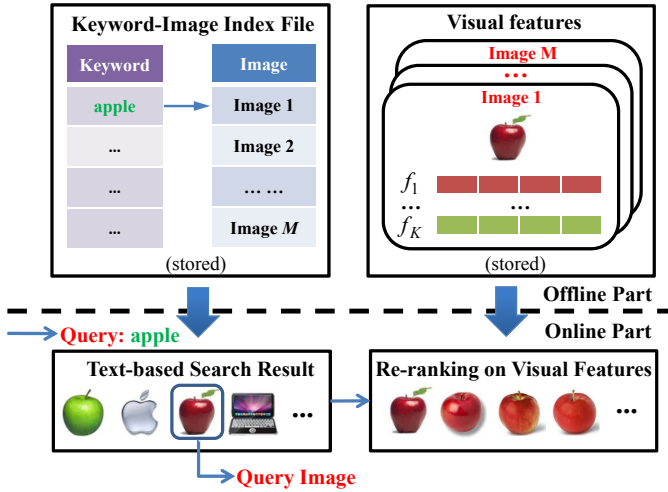 Keyword-Image Index File
Keyword
Image
apple
Image 1
...
Image 2
...
... ...
...
Image M
(stored)
Visual features
Image M
...
Image 1
f1
...
...
fK
(stored)
Offline Part
Online Part
Query: apple
Text-based Search Result
...
Query Image
Re-ranking on Visual Features
...